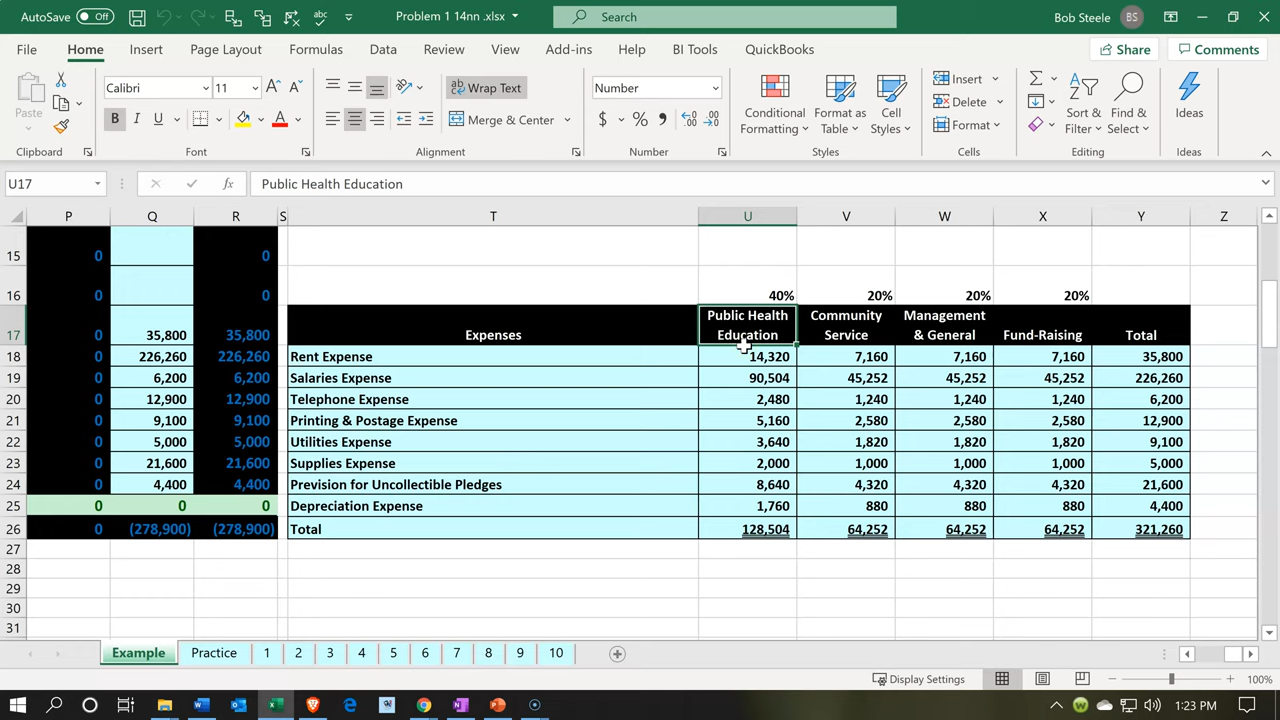 AutoSave Off Problem 1 14nn .xlsx Search Bob Steele BS
File Home Insert Page Layout Formulas Data Review View Add-ins Help BI Tools QuickBooks Share Comments
Paste Calibri 11 Wrap Text Number Insert
B I U Merge & Center $ % Conditional Formatting Format as Table Cell Styles Delete Format Sort & Filter Find & Select Ideas
Clipboard Font Alignment Number Styles Cells Editing Ideas
U17 fx Public Health Education
P Q R S T U V W X Y Z
15 0 0
16 0 0 40% 20% 20% 20%
17 0 35,800 35,800 Expenses Public Health Education Community Service Management & General Fund-Raising Total
18 0 226,260 226,260 Rent Expense 14,320 7,160 7,160 7,160 35,800
19 0 6,200 6,200 Salaries Expense 90,504 45,252 45,252 45,252 226,260
20 0 12,900 12,900 Telephone Expense 2,480 1,240 1,240 1,240 6,200
21 0 9,100 9,100 Printing & Postage Expense 5,160 2,580 2,580 2,580 12,900
22 0 5,000 5,000 Utilities Expense 3,640 1,820 1,820 1,820 9,100
23 0 21,600 21,600 Supplies Expense 2,000 1,000 1,000 1,000 5,000
24 0 4,400 4,400 Prevision for Uncollectible Pledges 8,640 4,320 4,320 4,320 21,600
25 0 0 0 Depreciation Expense 1,760 880 880 880 4,400
26 0 (278,900) (278,900) Total 128,504 64,252 64,252 64,252 321,260
27
28
29
30
31
Example Practice 1 2 3 4 5 6 7 8 9 10
Display Settings 100%
1:23 PM